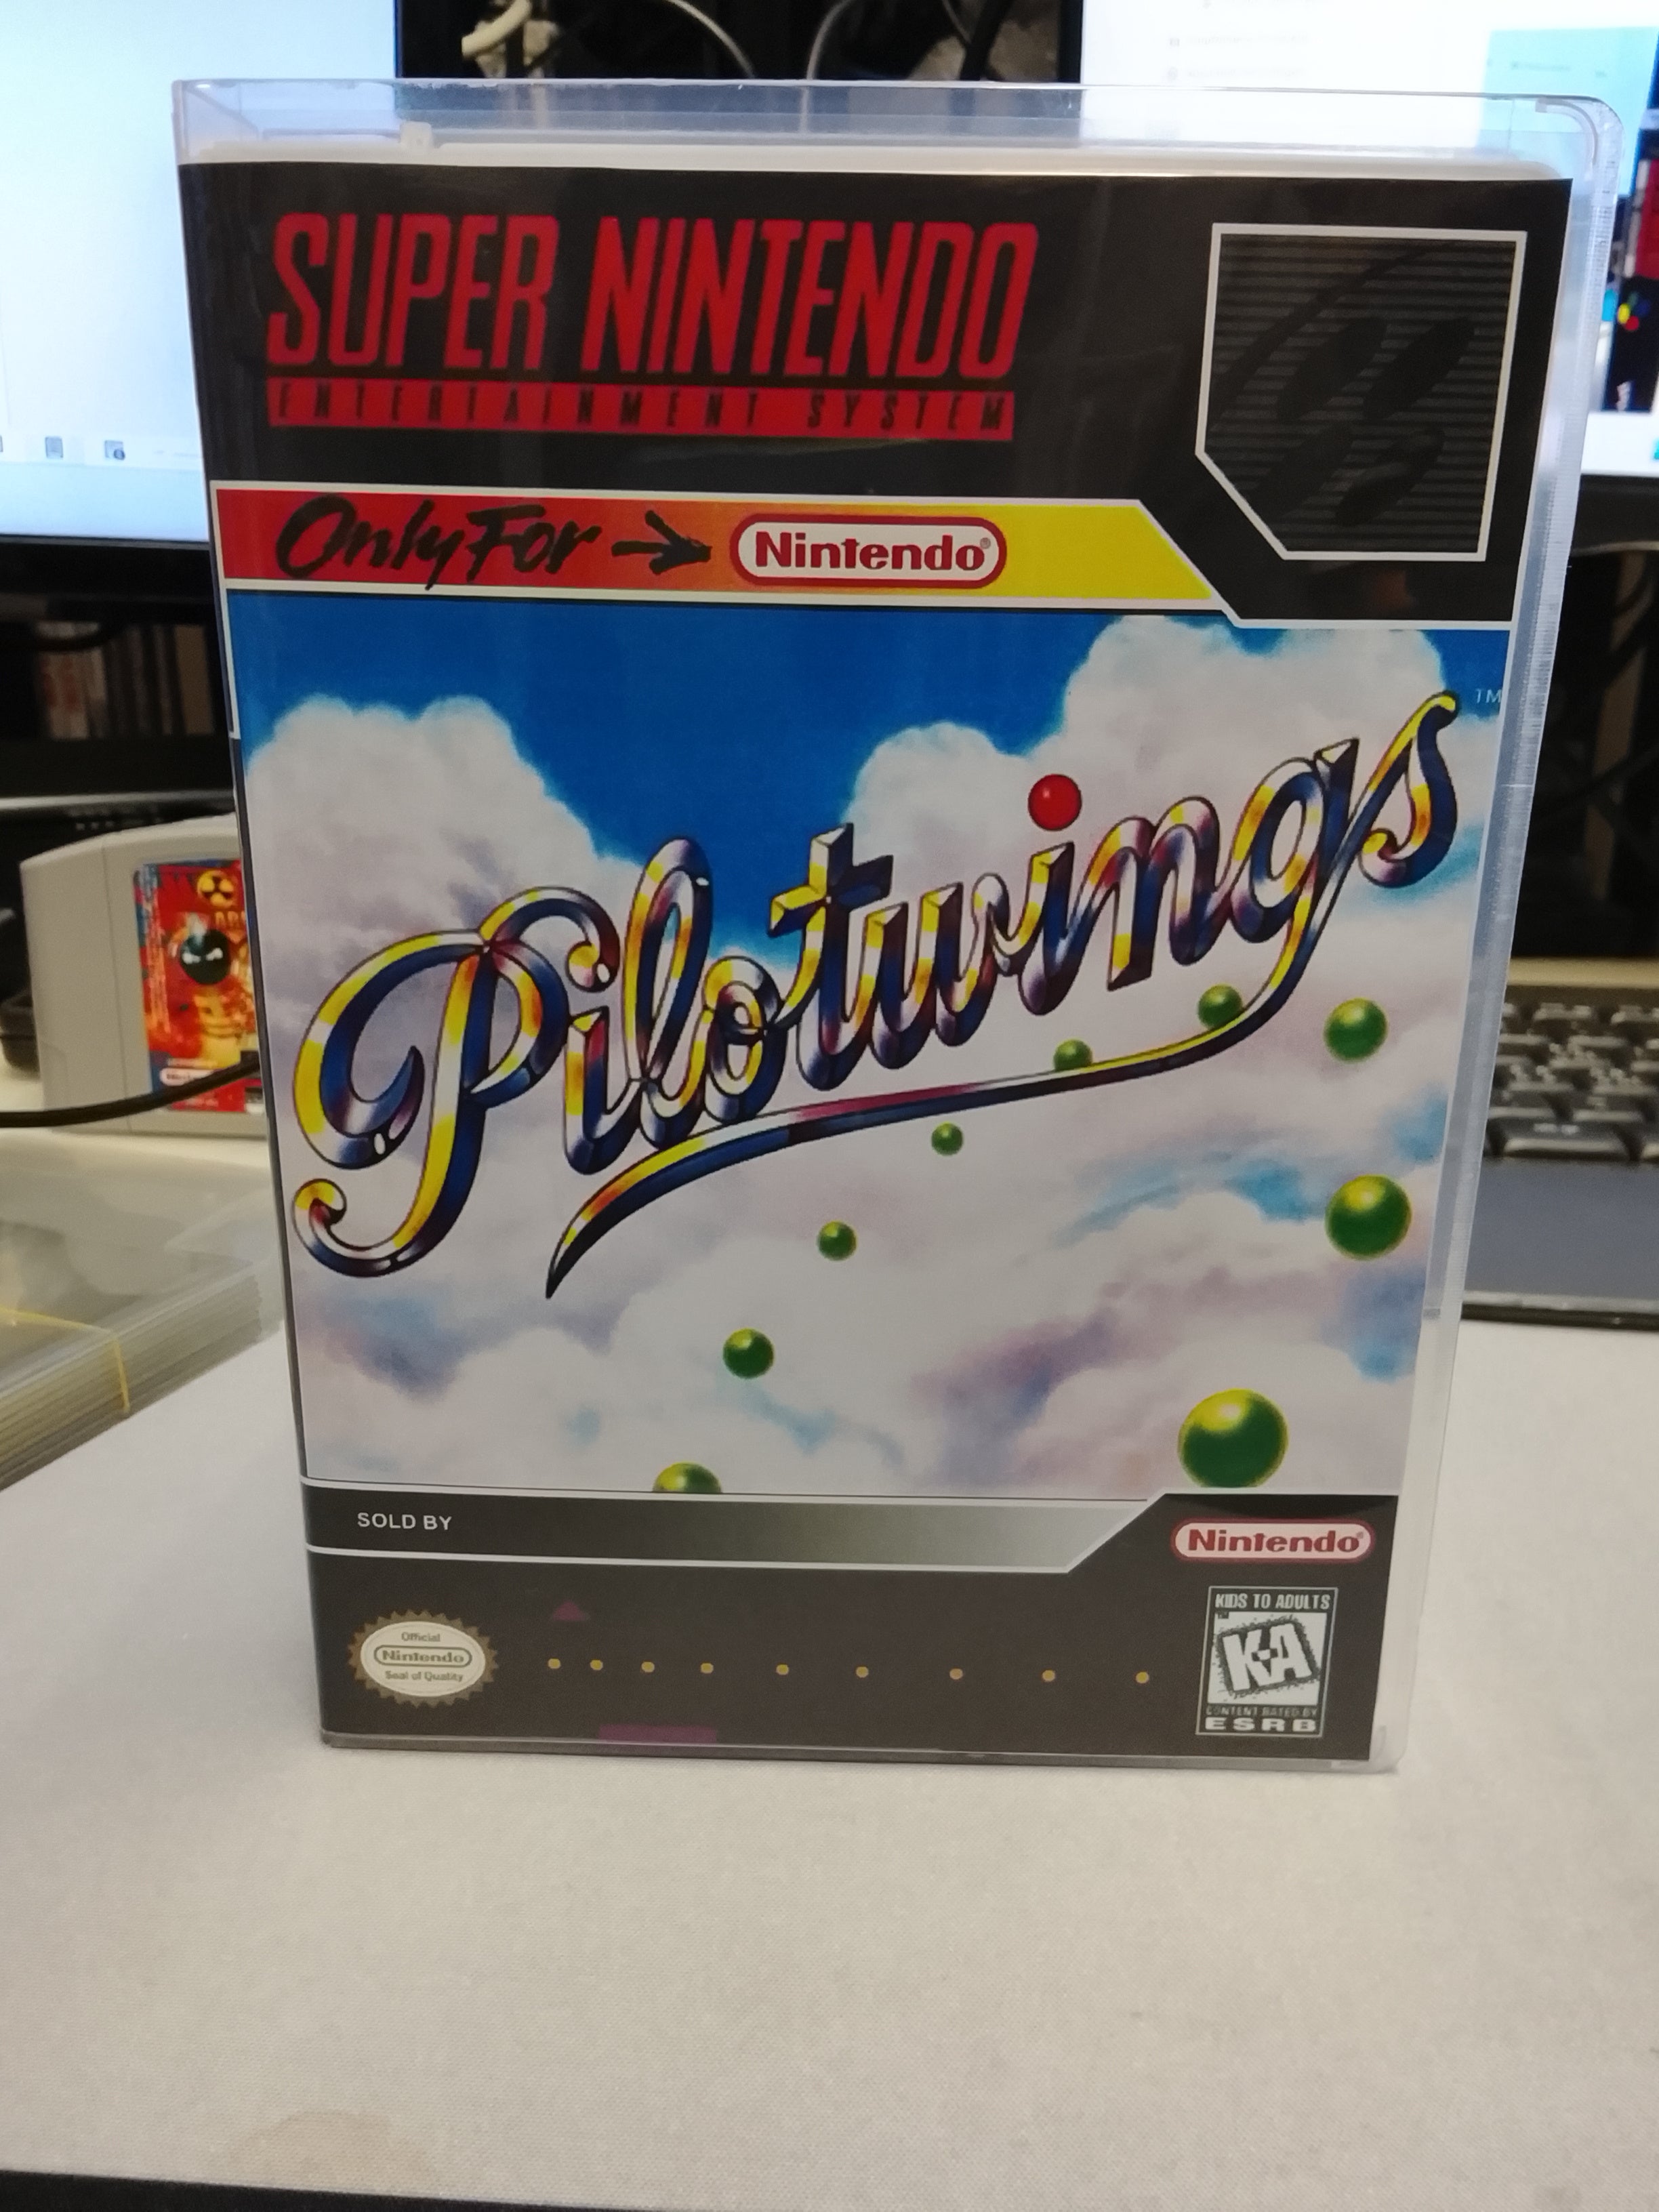 SUPER NINTENDO
ENTERTAINMENT SYSTEM
Only For → Nintendo®
Pilotwings TM
SOLD BY
Nintendo®
Official
Nintendo
Seal of Quality
KIDS TO ADULTS
TM
K-A
CONTENT RATED BY
ESRB